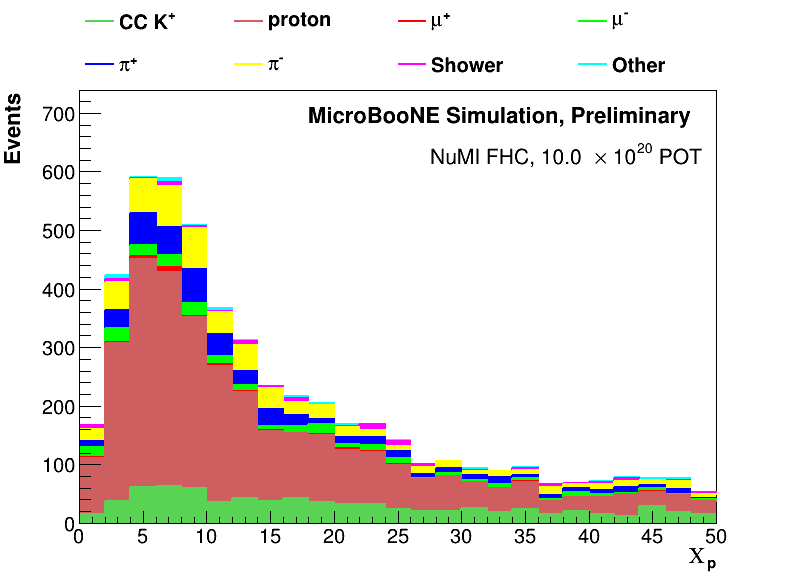 CC K⁺ proton μ⁺ μ⁻
π⁺ π⁻ Shower Other
Events
MicroBooNE Simulation, Preliminary
NuMI FHC, 10.0 × 10²⁰ POT
700
600
500
400
300
200
100
0
0 5 10 15 20 25 30 35 40 45 50
Χₚ